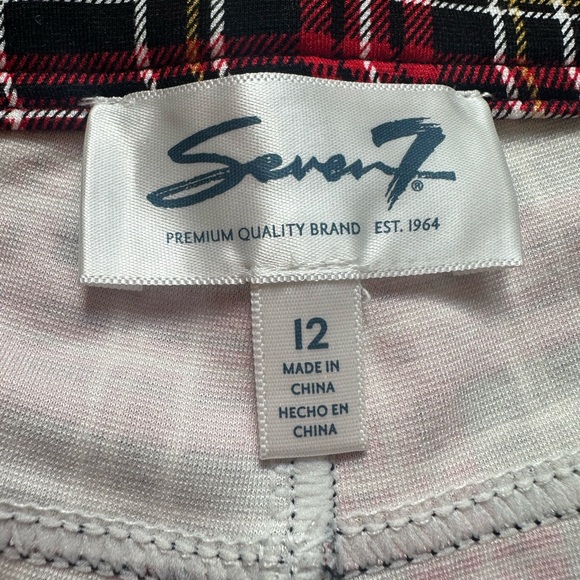 Seven7®
PREMIUM QUALITY BRAND EST. 1964
12
MADE IN
CHINA
HECHO EN
CHINA